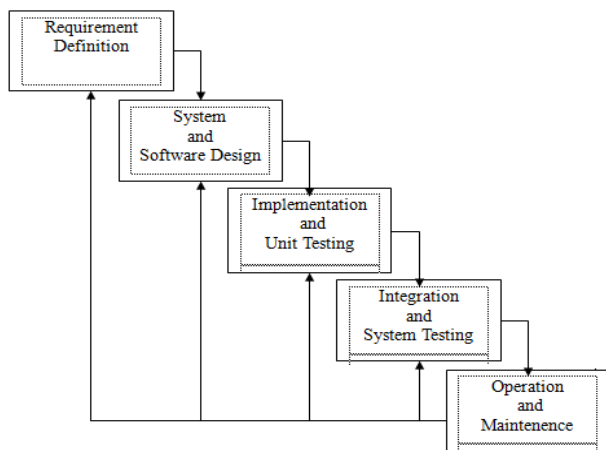 Requirement
Definition
System
and
Software Design
Implementation
and
Unit Testing
Integration
and
System Testing
Operation
and
Maintenence